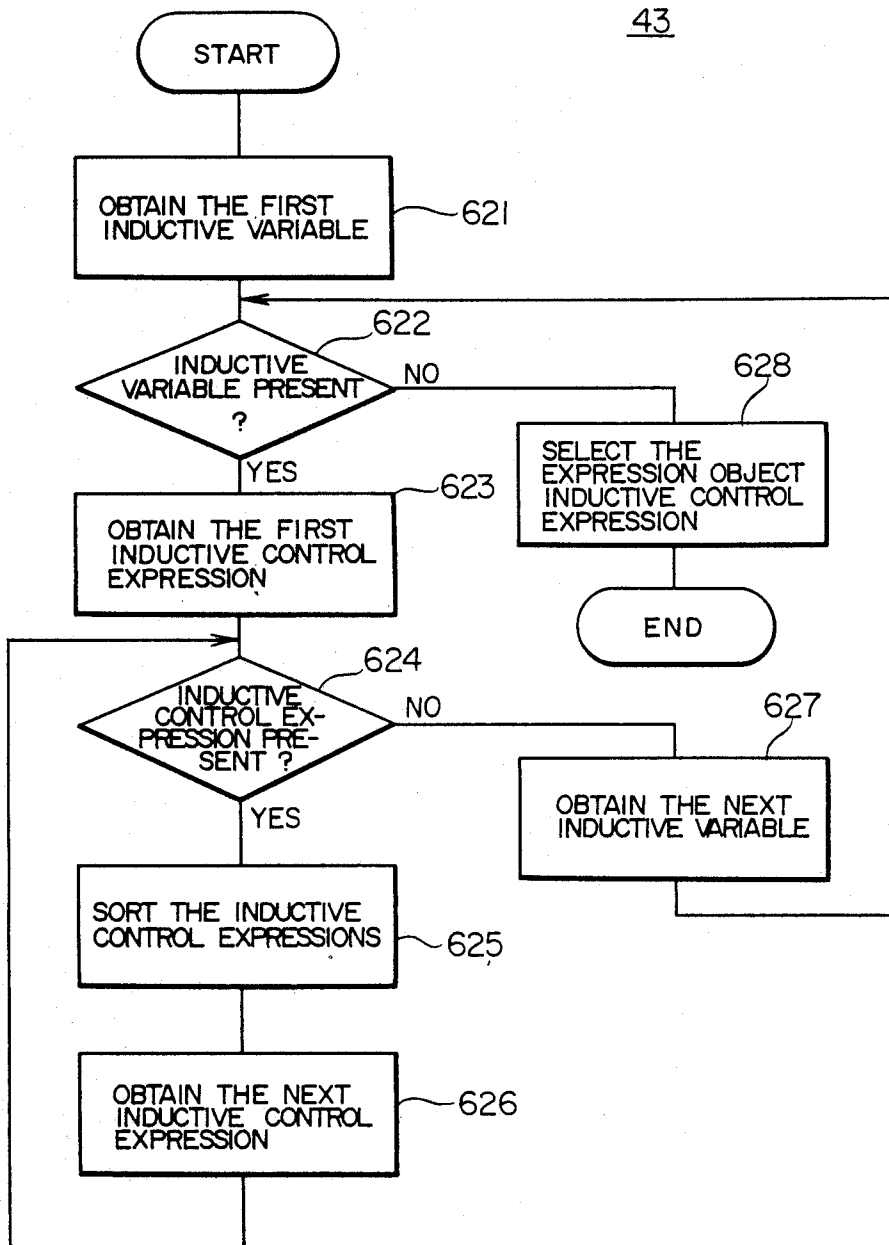 43
START
OBTAIN THE FIRST
INDUCTIVE VARIABLE
621
622
INDUCTIVE
VARIABLE PRESENT
?
NO
YES
628
SELECT THE
EXPRESSION OBJECT
INDUCTIVE CONTROL
EXPRESSION
623
OBTAIN THE FIRST
INDUCTIVE CONTROL
EXPRESSION
END
624
INDUCTIVE
CONTROL EX-
PRESSION PRE-
SENT ?
NO
YES
627
OBTAIN THE NEXT
INDUCTIVE VARIABLE
SORT THE INDUCTIVE
CONTROL EXPRESSIONS
625
OBTAIN THE NEXT
INDUCTIVE CONTROL
EXPRESSION
626